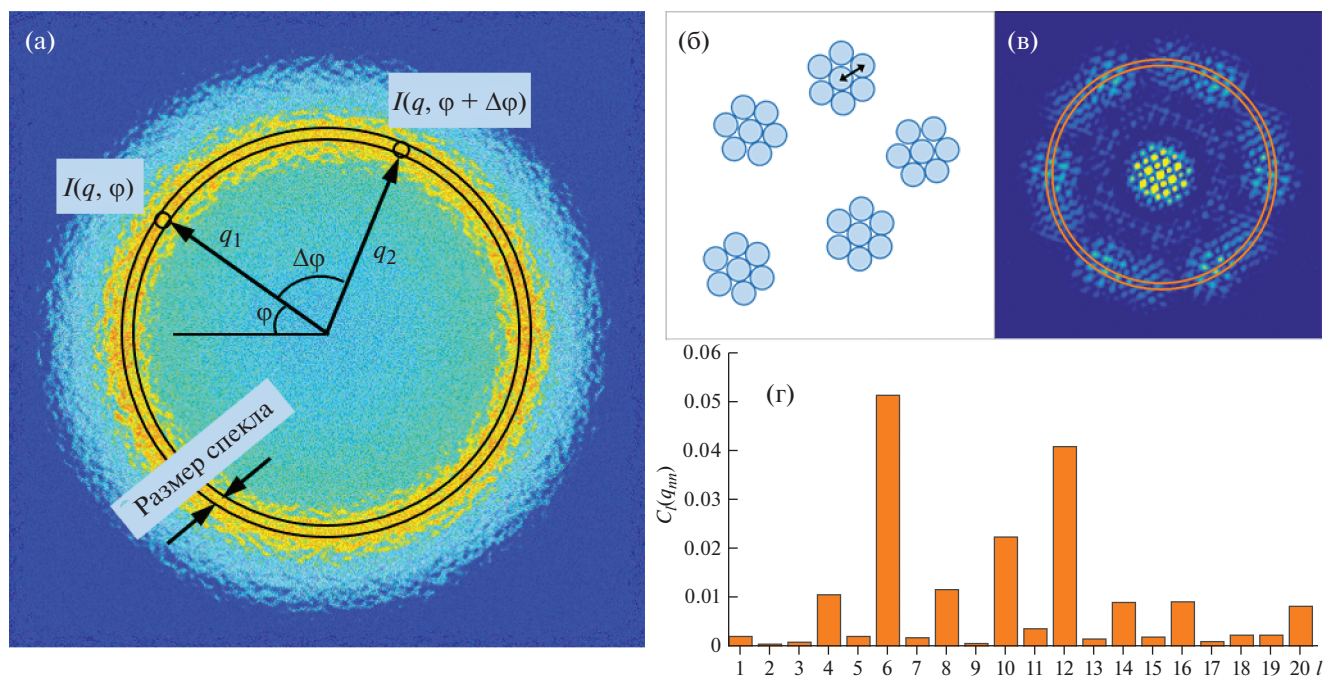 (а)
I(q, φ + Δφ)
I(q, φ)
q₁
Δφ
q₂
φ
Размер спекла
(б)
(в)
(г)
C_l(q_nn)
0.06
0.05
0.04
0.03
0.02
0.01
0
1 2 3 4 5 6 7 8 9 10 11 12 13 14 15 16 17 18 19 20 l